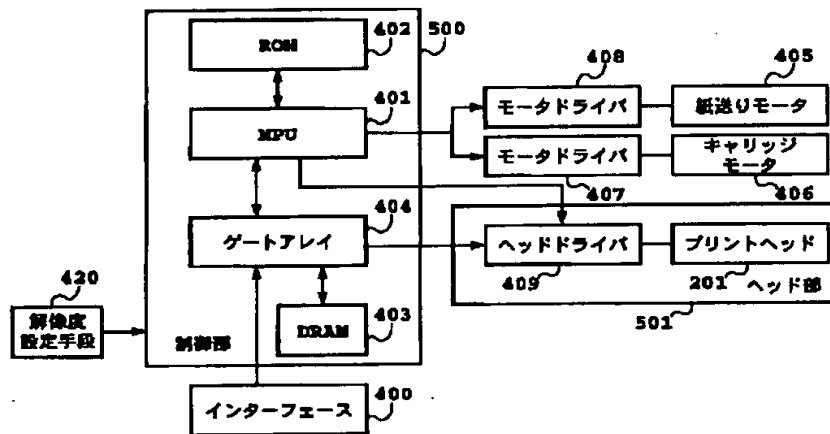 402
500
ROM
408
405
401
モータドライバ
紙送りモータ
MPU
モータドライバ
キャリッジ
モータ
404
407
406
ゲートアレイ
ヘッドドライバ
プリントヘッド
420
409
201
ヘッド部
解像度
設定手段
403
501
DRAM
制御部
400
インターフェース